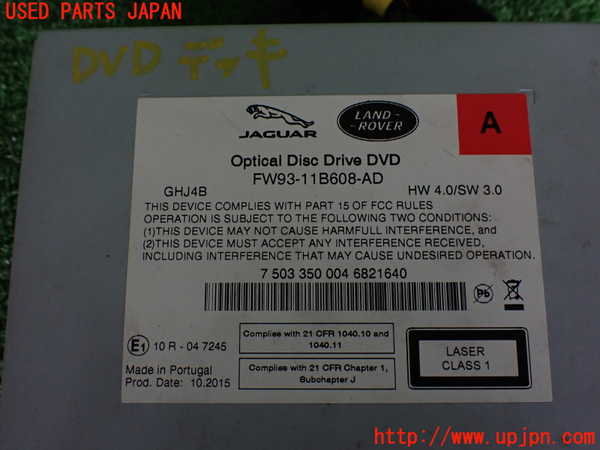 USED PARTS JAPAN
DVD デッキ
JAGUAR
LAND-
-ROVER
A
Optical Disc Drive DVD
FW93-11B608-AD
GHJ4B
HW 4.0/SW 3.0
THIS DEVICE COMPLIES WITH PART 15 OF FCC RULES
OPERATION IS SUBJECT TO THE FOLLOWING TWO CONDITIONS:
(1)THIS DEVICE MAY NOT CAUSE HARMFULL INTERFERENCE, and
(2)THIS DEVICE MUST ACCEPT ANY INTERFERENCE RECEIVED,
INCLUDING INTERFERENCE THAT MAY CAUSE UNDESIRED OPERATION.
7 503 350 004 6821640
Pb
E1 10 R - 04 7245
Complies with 21 CFR 1040.10 and
1040.11
Complies with 21 CFR Chapter 1,
Subchapter J
LASER
CLASS 1
Made in Portugal
Prod. Date: 10.2015
http://www.upjpn.com/